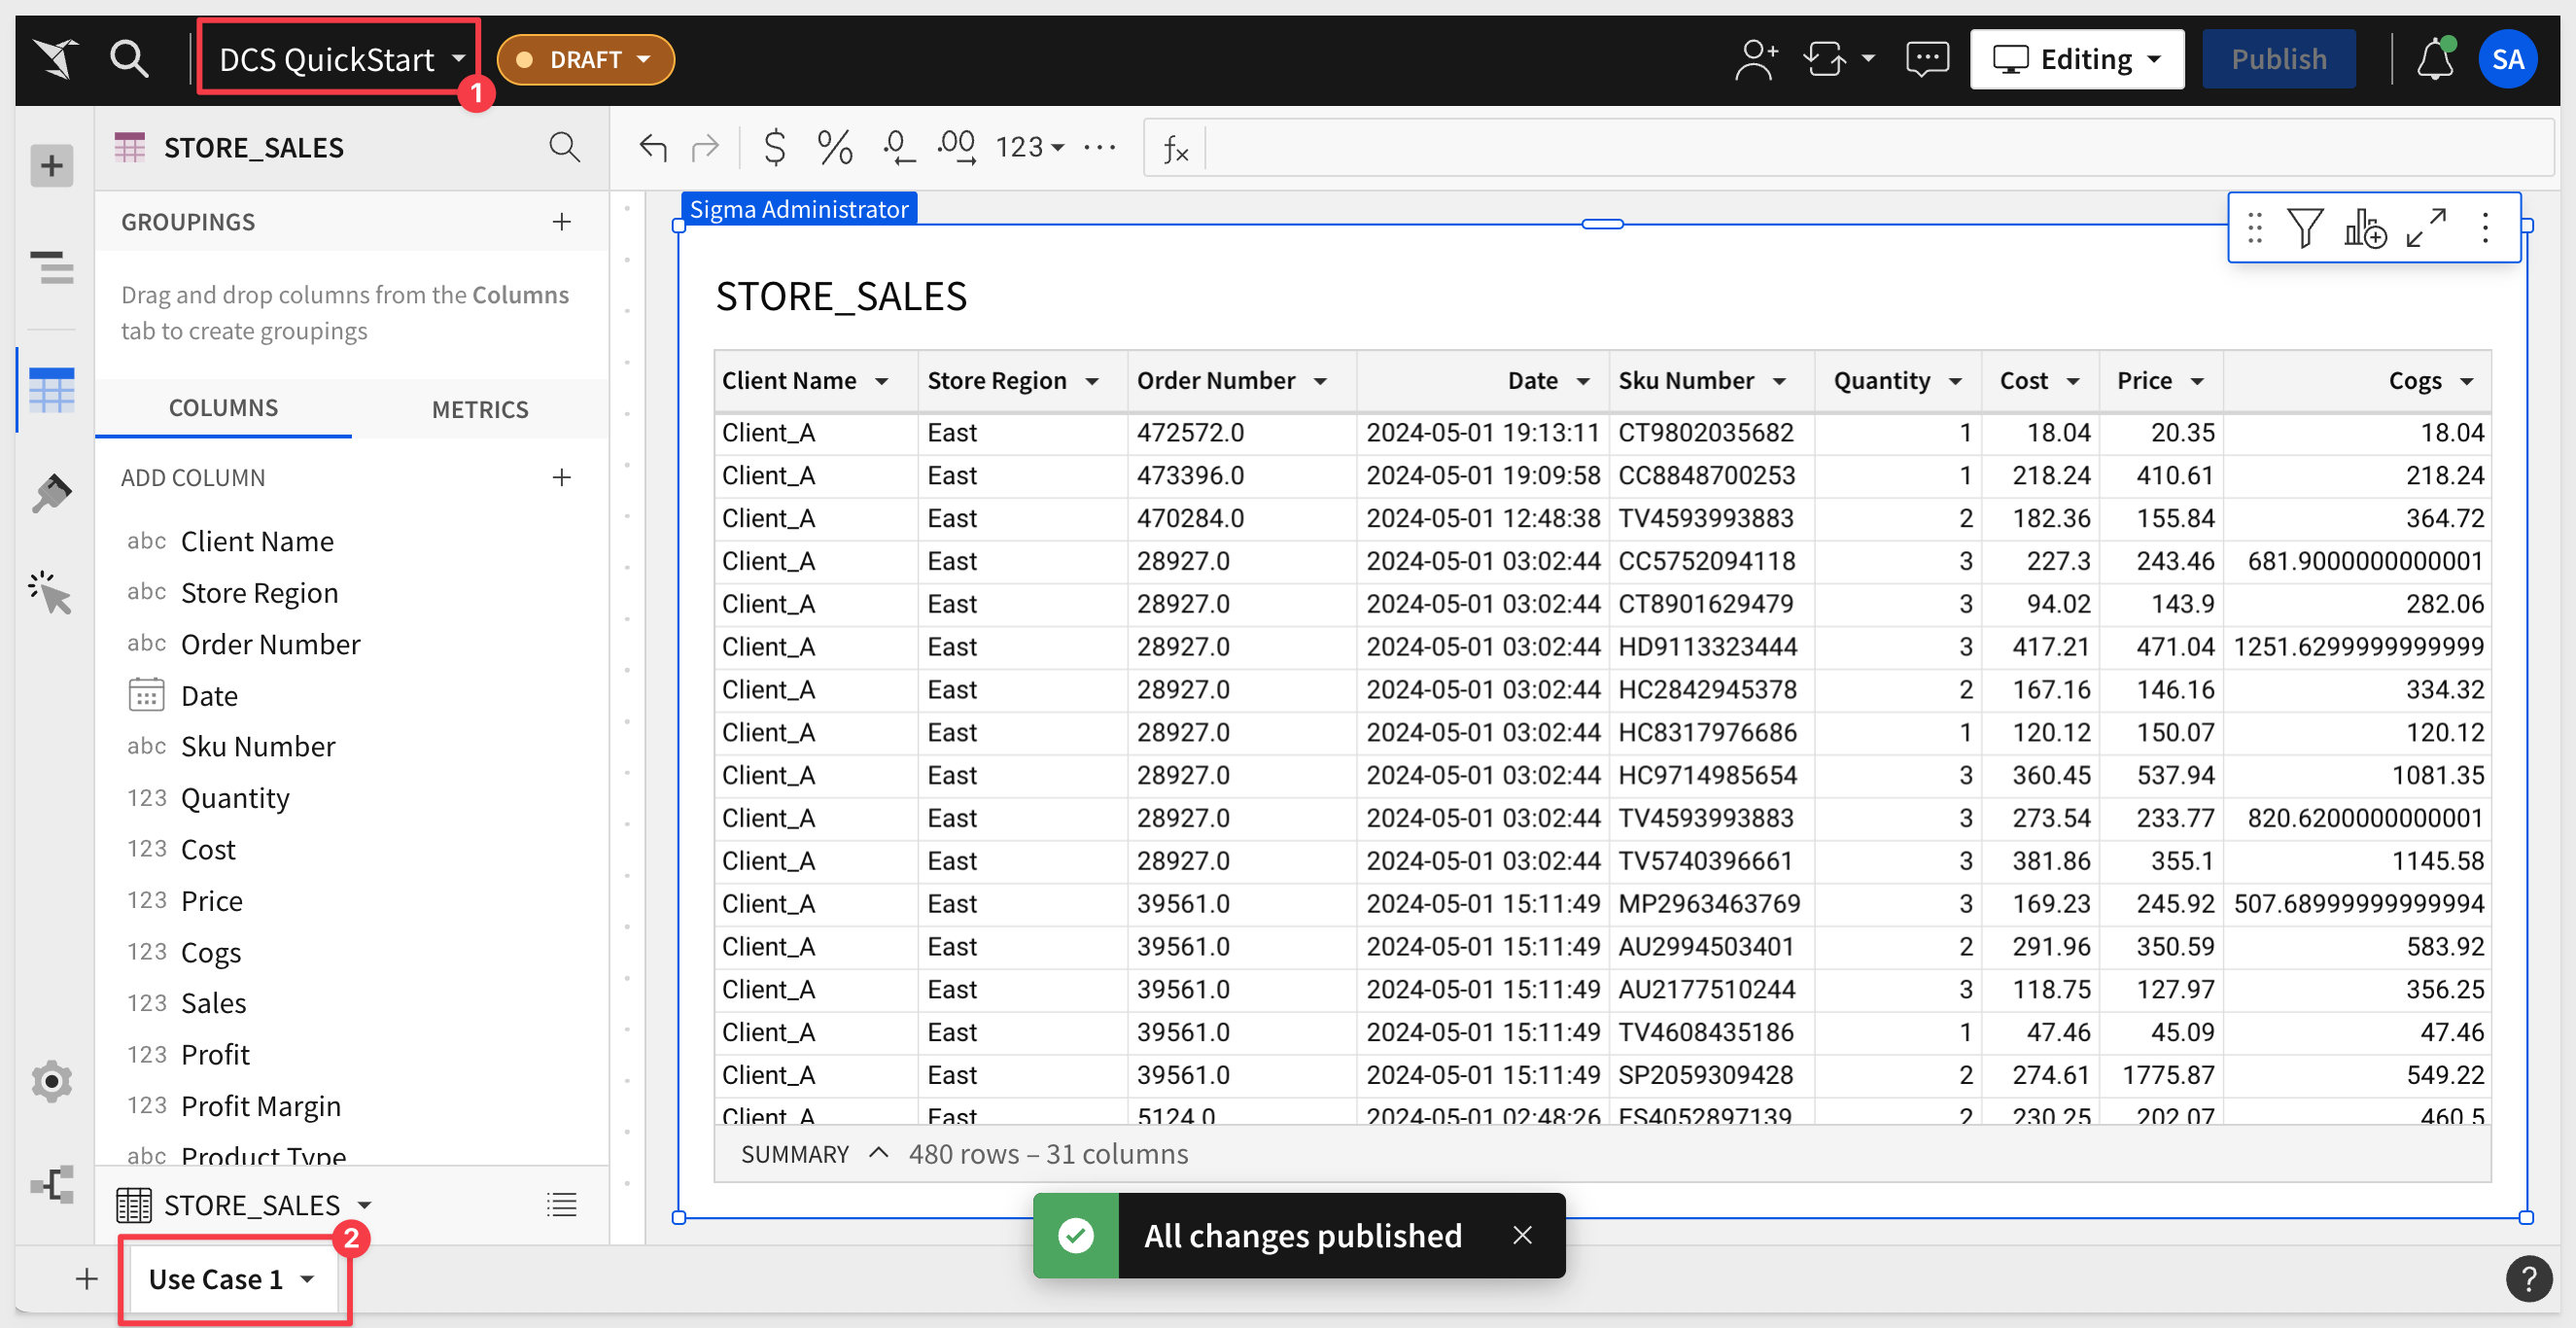 DCS QuickStart
1
DRAFT
Editing
Publish
SA
STORE_SALES
$ % .0 .00 123 ... fx
GROUPINGS
Drag and drop columns from the Columns
tab to create groupings
COLUMNS METRICS
ADD COLUMN
abc Client Name
abc Store Region
abc Order Number
Date
abc Sku Number
123 Quantity
123 Cost
123 Price
123 Cogs
123 Sales
123 Profit
123 Profit Margin
abc Product Type
STORE_SALES
Sigma Administrator
STORE_SALES
Client Name Store Region Order Number Date Sku Number Quantity Cost Price Cogs
Client_A East 472572.0 2024-05-01 19:13:11 CT9802035682 1 18.04 20.35 18.04
Client_A East 473396.0 2024-05-01 19:09:58 CC8848700253 1 218.24 410.61 218.24
Client_A East 470284.0 2024-05-01 12:48:38 TV4593993883 2 182.36 155.84 364.72
Client_A East 28927.0 2024-05-01 03:02:44 CC5752094118 3 227.3 243.46 681.9000000000001
Client_A East 28927.0 2024-05-01 03:02:44 CT8901629479 3 94.02 143.9 282.06
Client_A East 28927.0 2024-05-01 03:02:44 HD9113323444 3 417.21 471.04 1251.6299999999999
Client_A East 28927.0 2024-05-01 03:02:44 HC2842945378 2 167.16 146.16 334.32
Client_A East 28927.0 2024-05-01 03:02:44 HC8317976686 1 120.12 150.07 120.12
Client_A East 28927.0 2024-05-01 03:02:44 HC9714985654 3 360.45 537.94 1081.35
Client_A East 28927.0 2024-05-01 03:02:44 TV4593993883 3 273.54 233.77 820.6200000000001
Client_A East 28927.0 2024-05-01 03:02:44 TV5740396661 3 381.86 355.1 1145.58
Client_A East 39561.0 2024-05-01 15:11:49 MP2963463769 3 169.23 245.92 507.68999999999994
Client_A East 39561.0 2024-05-01 15:11:49 AU2994503401 2 291.96 350.59 583.92
Client_A East 39561.0 2024-05-01 15:11:49 AU2177510244 3 118.75 127.97 356.25
Client_A East 39561.0 2024-05-01 15:11:49 TV4608435186 1 47.46 45.09 47.46
Client_A East 39561.0 2024-05-01 15:11:49 SP2059309428 2 274.61 1775.87 549.22
Client_A East 5124.0 2024-05-01 02:48:26 ES4052897139 2 230.25 202.07 460.5
SUMMARY 480 rows – 31 columns
All changes published
2
Use Case 1
?